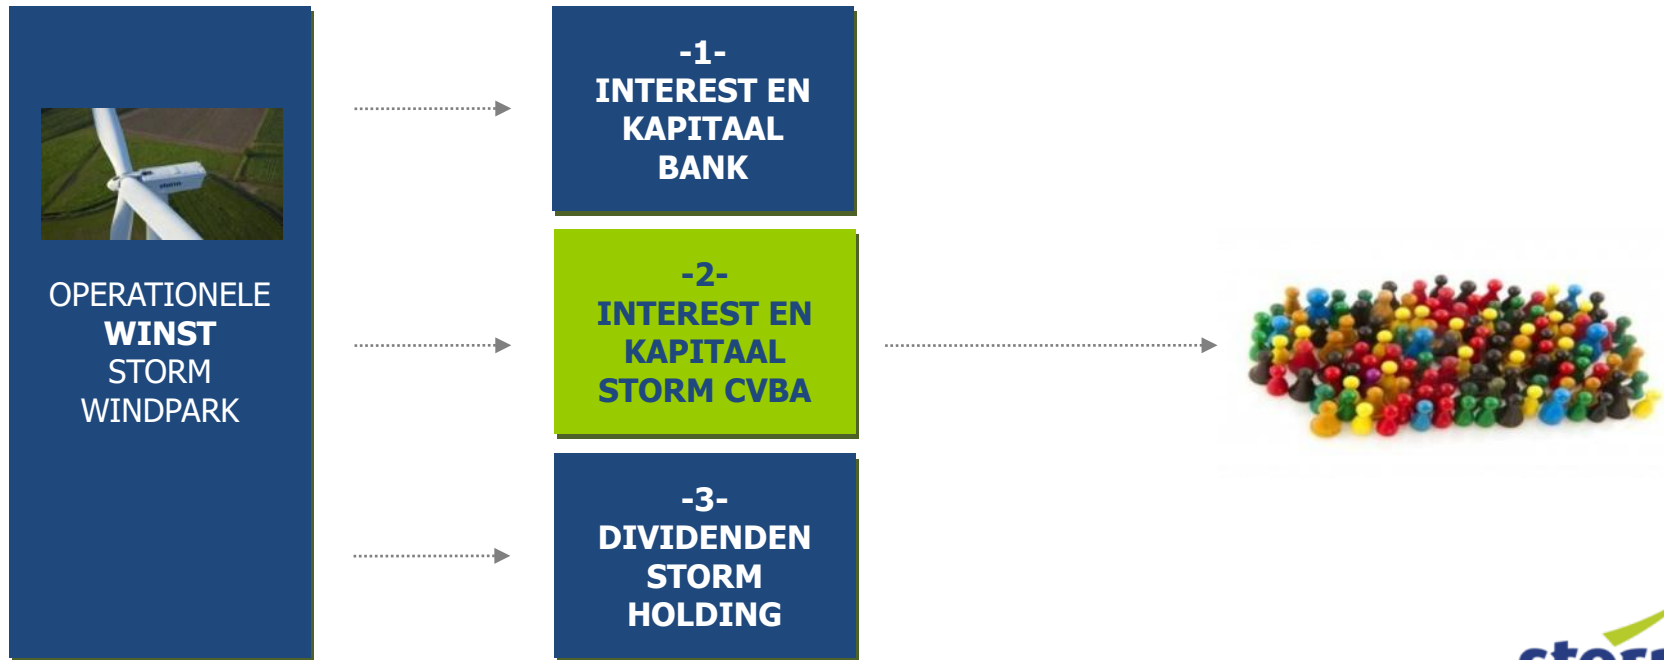 OPERATIONELE
WINST
STORM
WINDPARK
-1-
INTEREST EN
KAPITAAL
BANK
-2-
INTEREST EN
KAPITAAL
STORM CVBA
-3-
DIVIDENDEN
STORM
HOLDING
storm